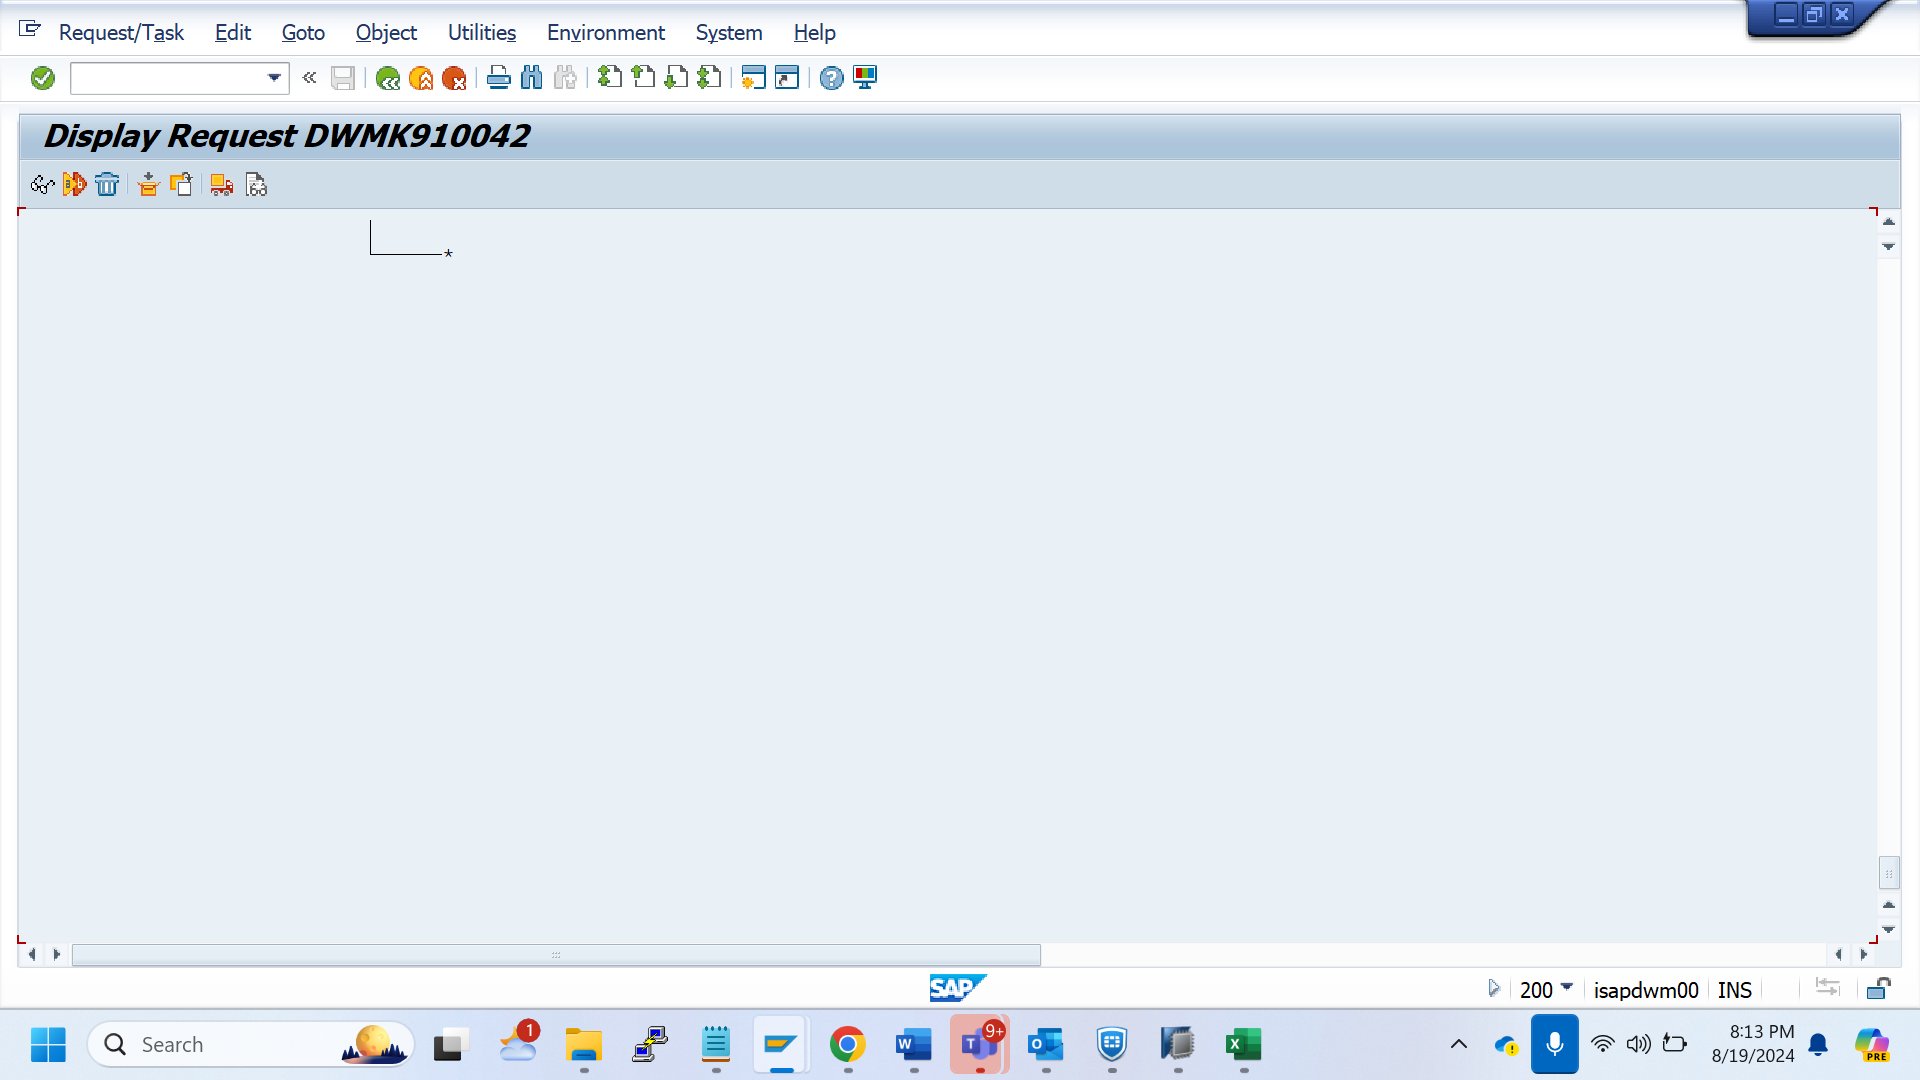 Request/Task Edit Goto Object Utilities Environment System Help
Display Request DWMK910042
*
SAP
200 isapdwm00 INS
Search
1
W
T 9+
O
X
8:13 PM
8/19/2024
PRE